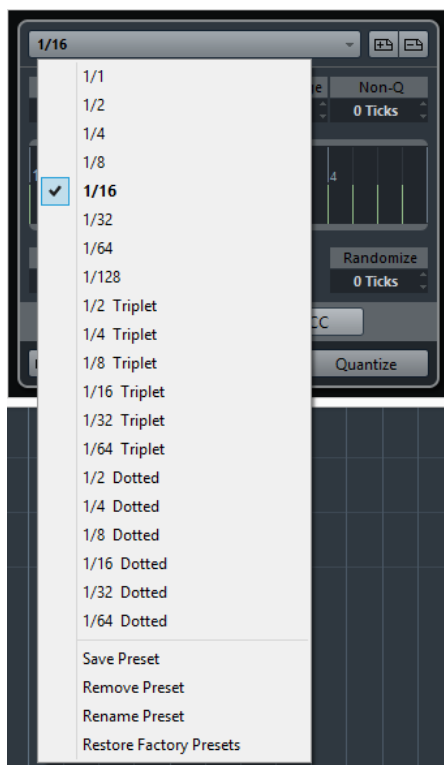 1/16
1/1
1/2
1/4
1/8
1/16
1/32
1/64
1/128
1/2 Triplet
1/4 Triplet
1/8 Triplet
1/16 Triplet
1/32 Triplet
1/64 Triplet
1/2 Dotted
1/4 Dotted
1/8 Dotted
1/16 Dotted
1/32 Dotted
1/64 Dotted
Save Preset
Remove Preset
Rename Preset
Restore Factory Presets
Non-Q
0 Ticks
4
Randomize
0 Ticks
CC
Quantize